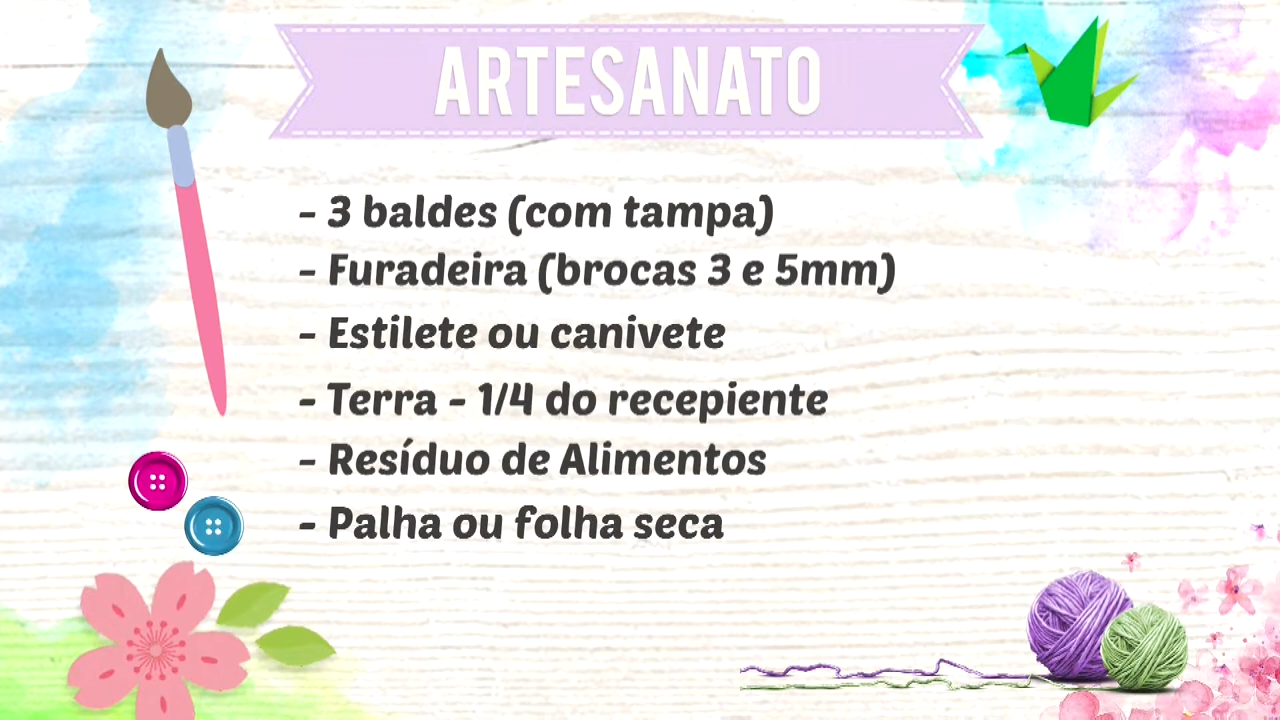 ARTESANATO
- 3 baldes (com tampa)
- Furadeira (brocas 3 e 5mm)
- Estilete ou canivete
- Terra - 1/4 do recepiente
- Resíduo de Alimentos
- Palha ou folha seca